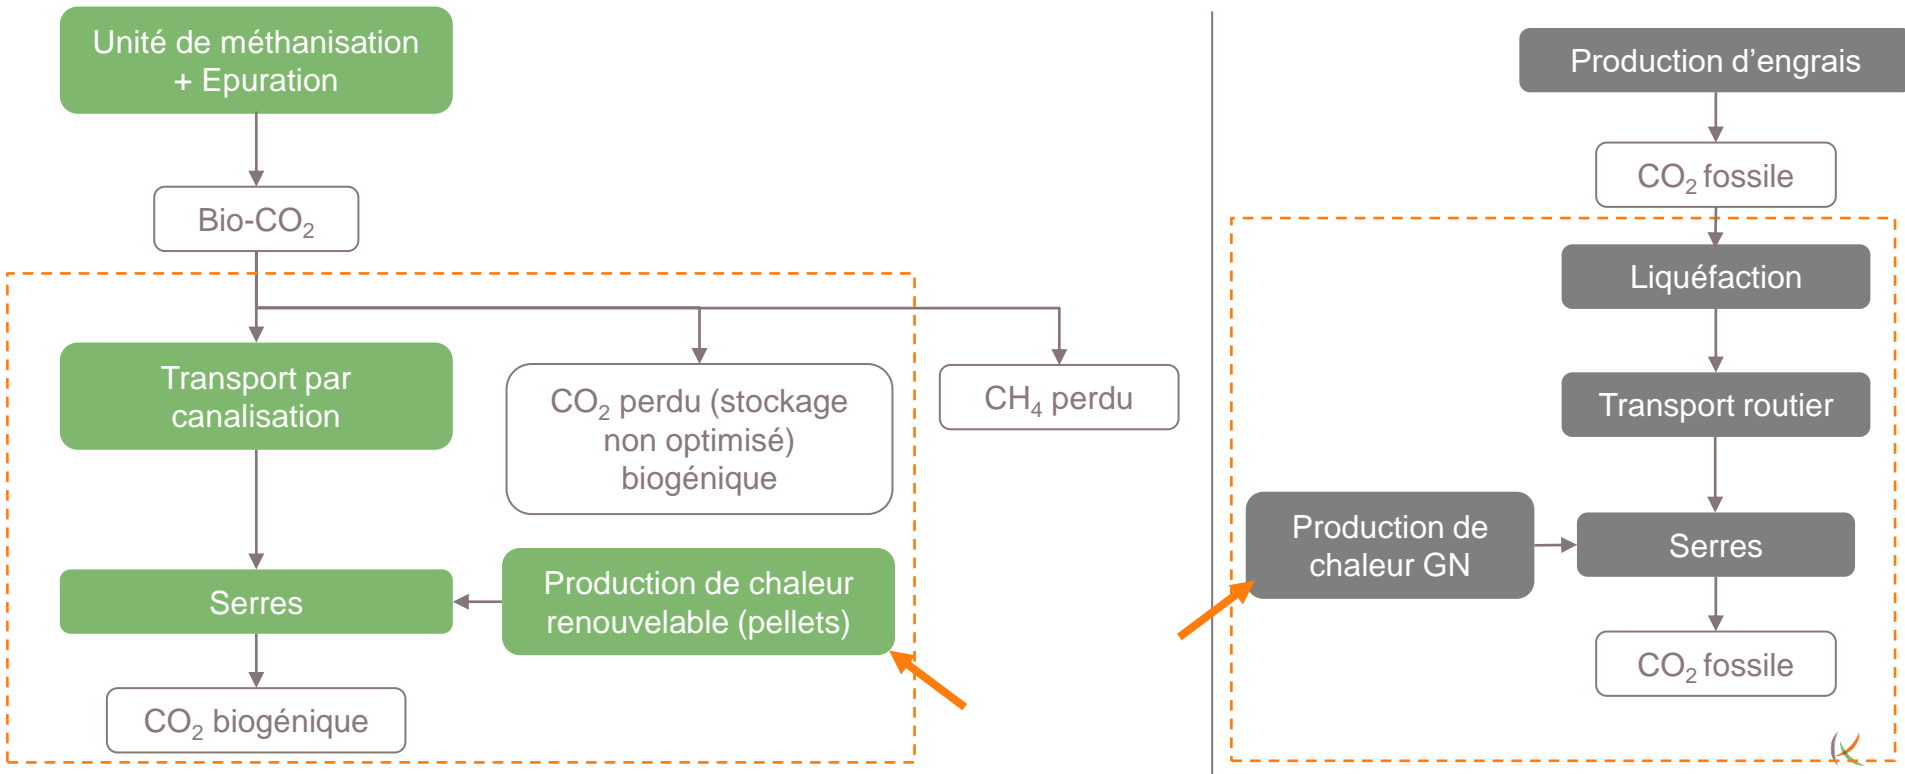 Unité de méthanisation
+ Epuration
Bio-CO₂
Transport par
canalisation
CO₂ perdu (stockage
non optimisé)
biogénique
CH₄ perdu
Serres
Production de chaleur
renouvelable (pellets)
CO₂ biogénique
Production d’engrais
CO₂ fossile
Liquéfaction
Transport routier
Production de
chaleur GN
Serres
CO₂ fossile